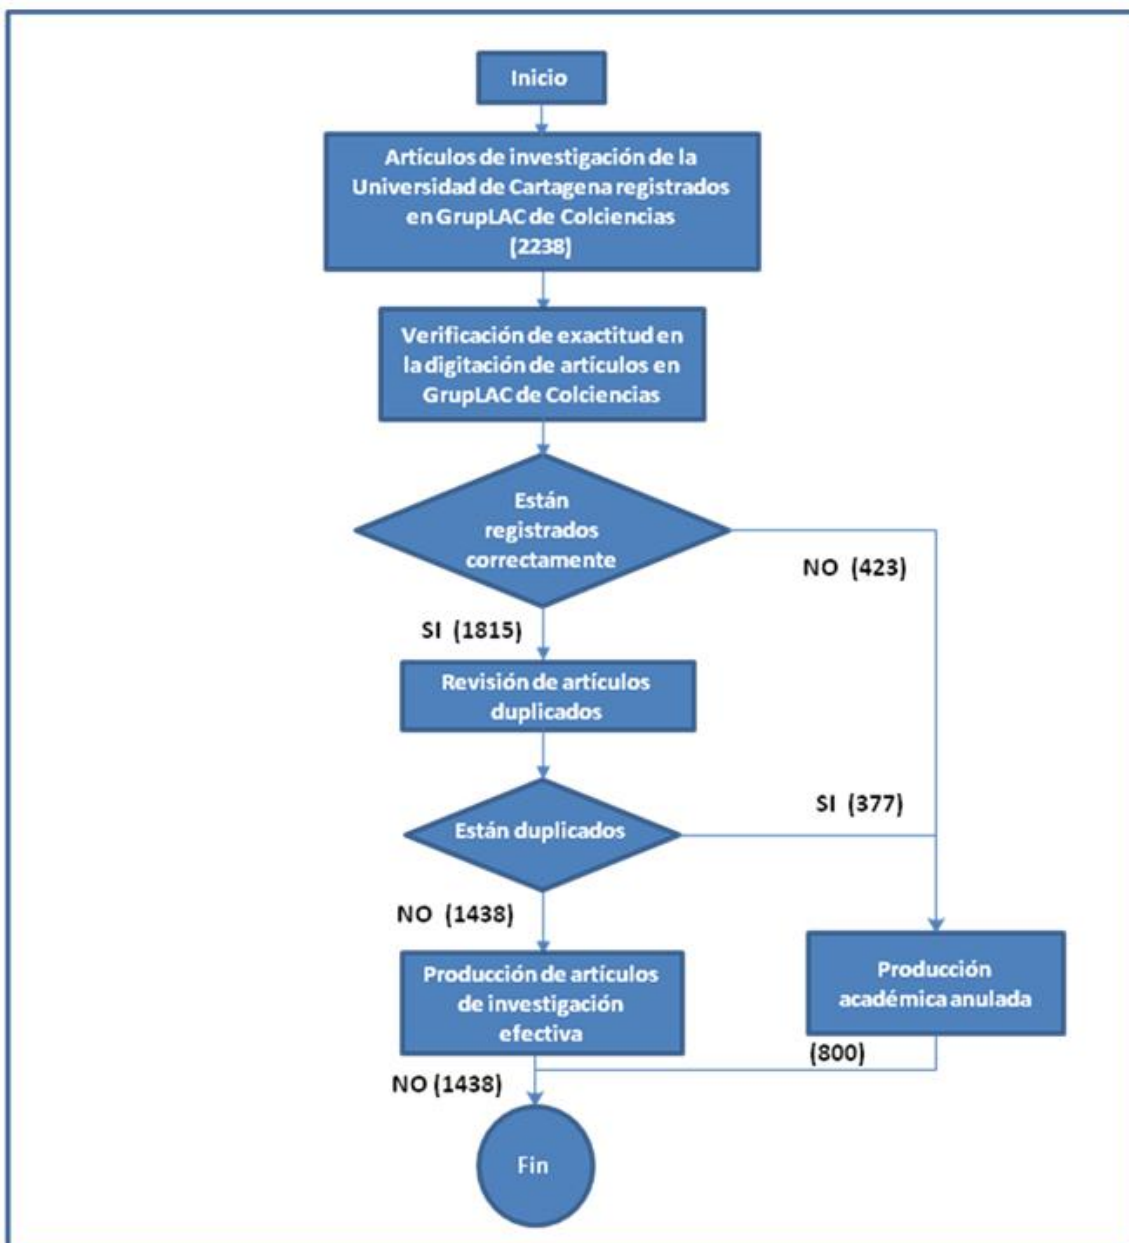 Inicio
Artículos de investigación de la
Universidad de Cartagena registrados
en GrupLAC de Colciencias
(2238)
Verificación de exactitud en
la digitación de artículos en
GrupLAC de Colciencias
Están
registrados
correctamente
NO (423)
SI (1815)
Revisión de artículos
duplicados
SI (377)
Están duplicados
NO (1438)
Producción de artículos
de investigación
efectiva
Producción
académica anulada
(800)
NO (1438)
Fin